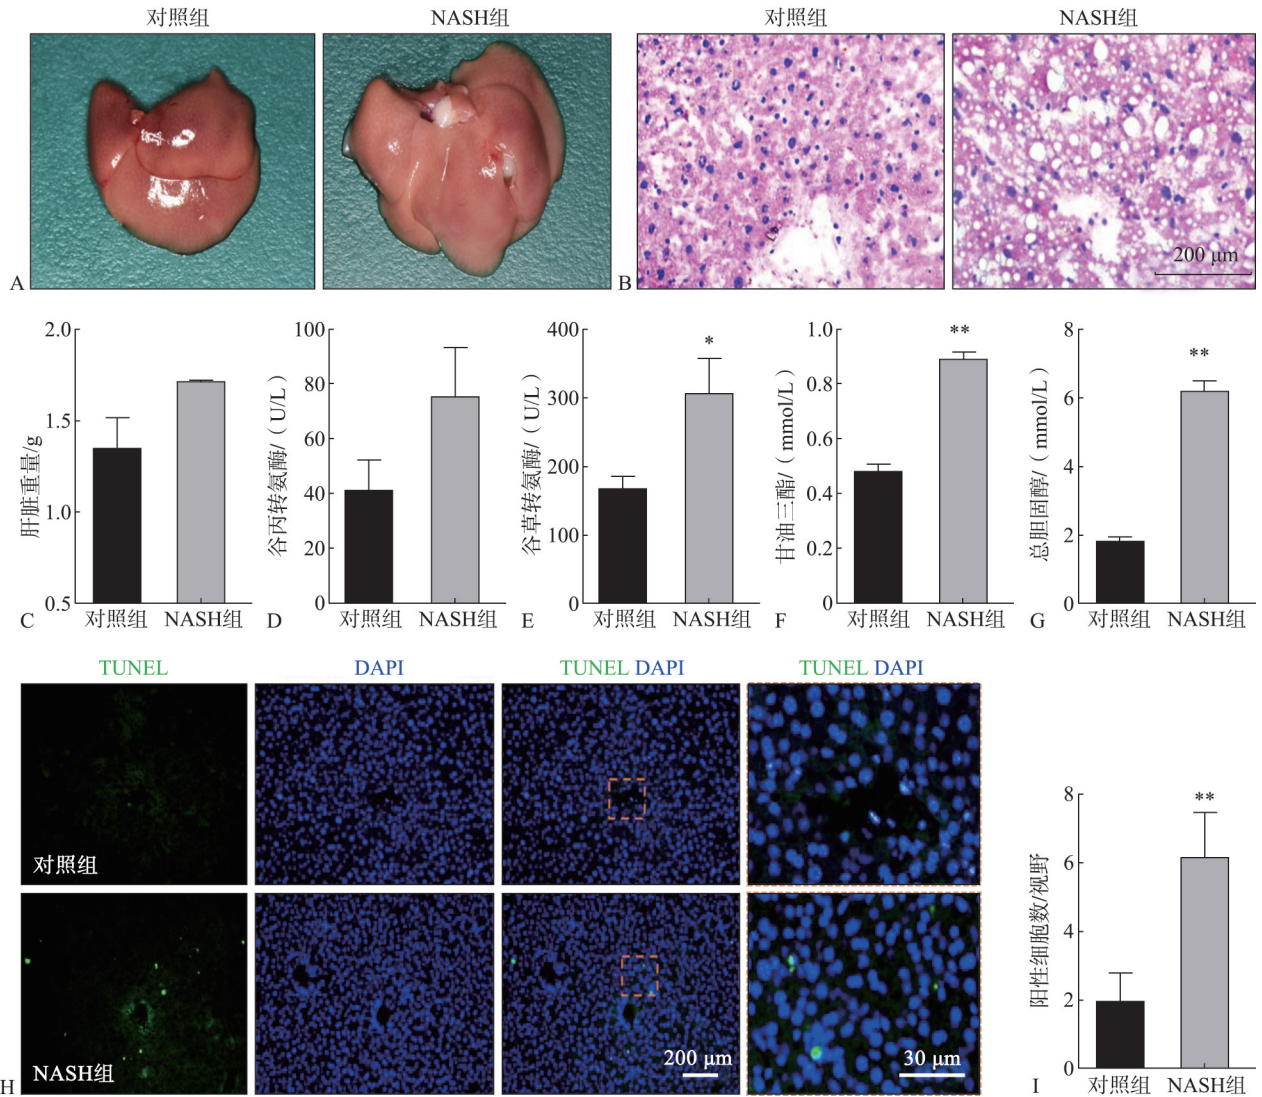 对照组
NASH组
对照组
NASH组
A
B
200 μm
2.0
1.5
1.0
0.5
肝脏重量/g
对照组
NASH组
C
100
80
60
40
20
0
谷丙转氨酶/（U/L）
对照组
NASH组
D
400
300
200
100
0
谷草转氨酶/（U/L）
*
对照组
NASH组
E
1.0
0.8
0.6
0.4
0.2
0
甘油三酯/（mmol/L）
**
对照组
NASH组
F
8
6
4
2
0
总胆固醇/（mmol/L）
**
对照组
NASH组
G
TUNEL
DAPI
TUNEL DAPI
TUNEL DAPI
对照组
NASH组
200 μm
30 μm
H
8
6
4
2
0
阳性细胞数/视野
**
对照组
NASH组
I